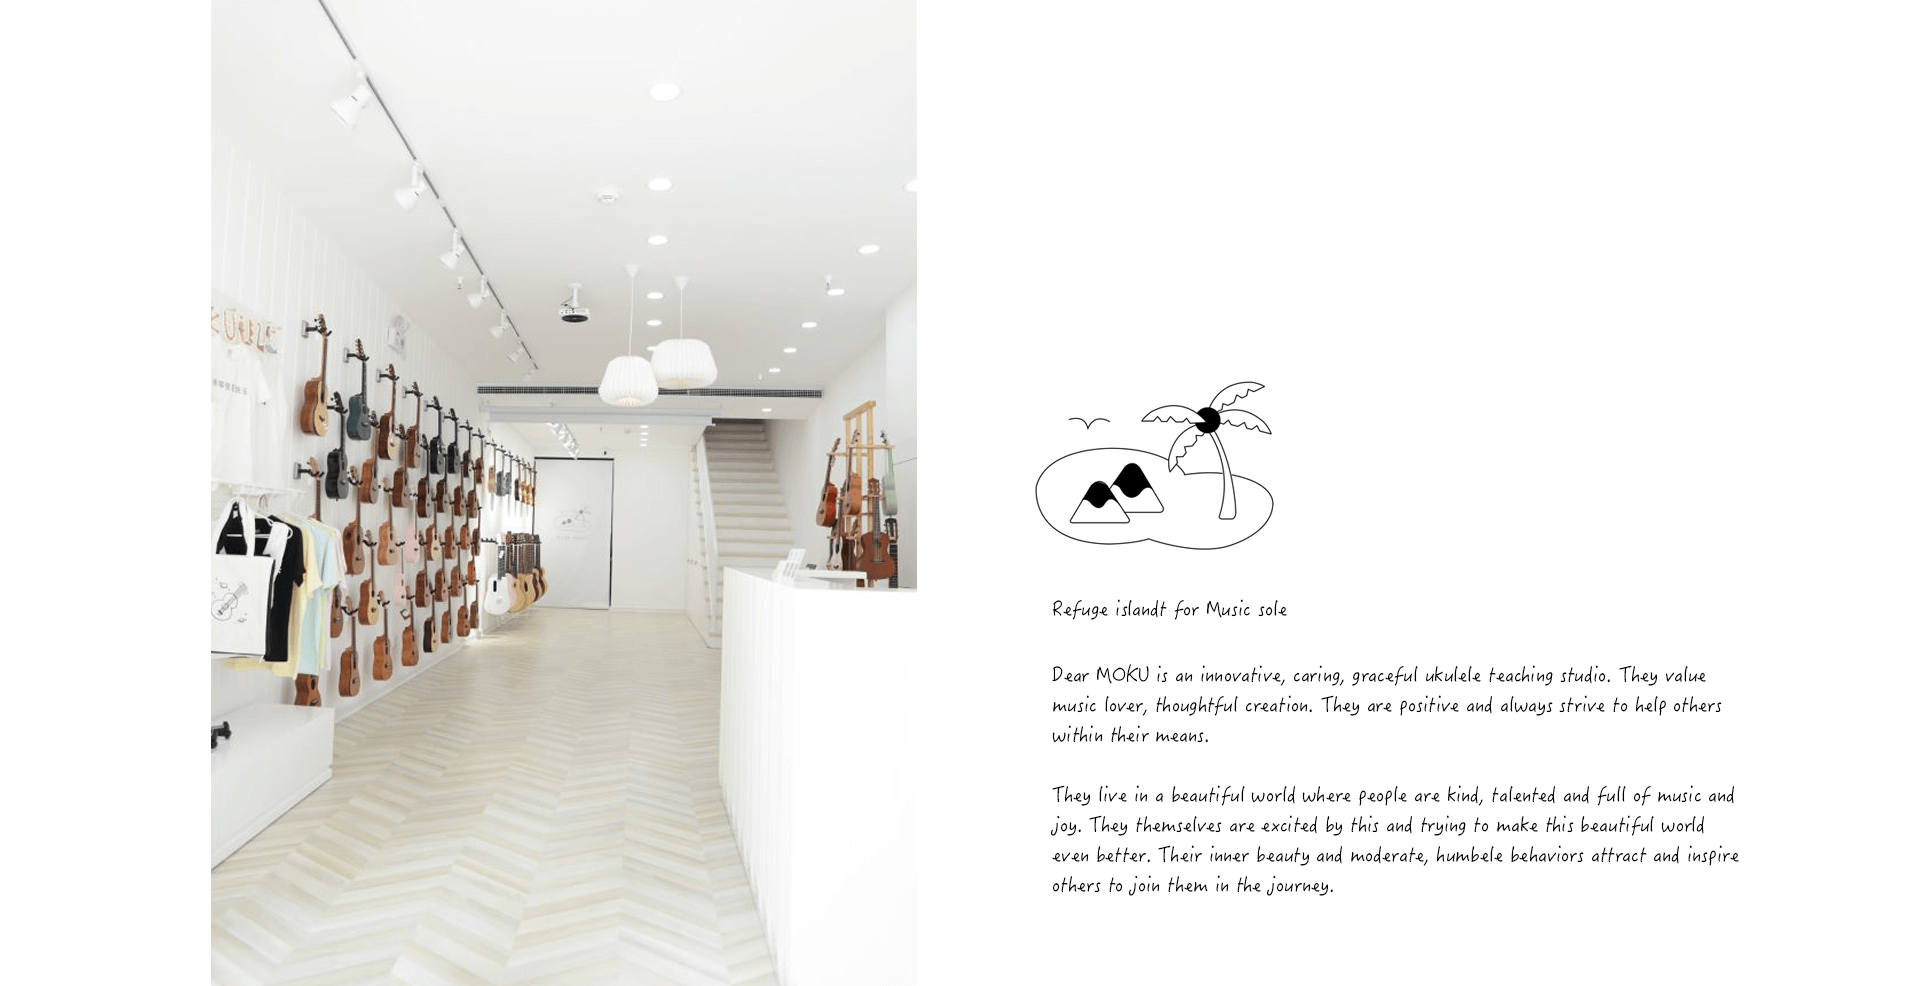 Refuge islandt for Music sole
Dear MOKU is an innovative, caring, graceful ukulele teaching studio. They value
music lover, thoughtful creation. They are positive and always strive to help others
within their means.
They live in a beautiful world where people are kind, talented and full of music and
joy. They themselves are excited by this and trying to make this beautiful world
even better. Their inner beauty and moderate, humbele behaviors attract and inspire
others to join them in the journey.